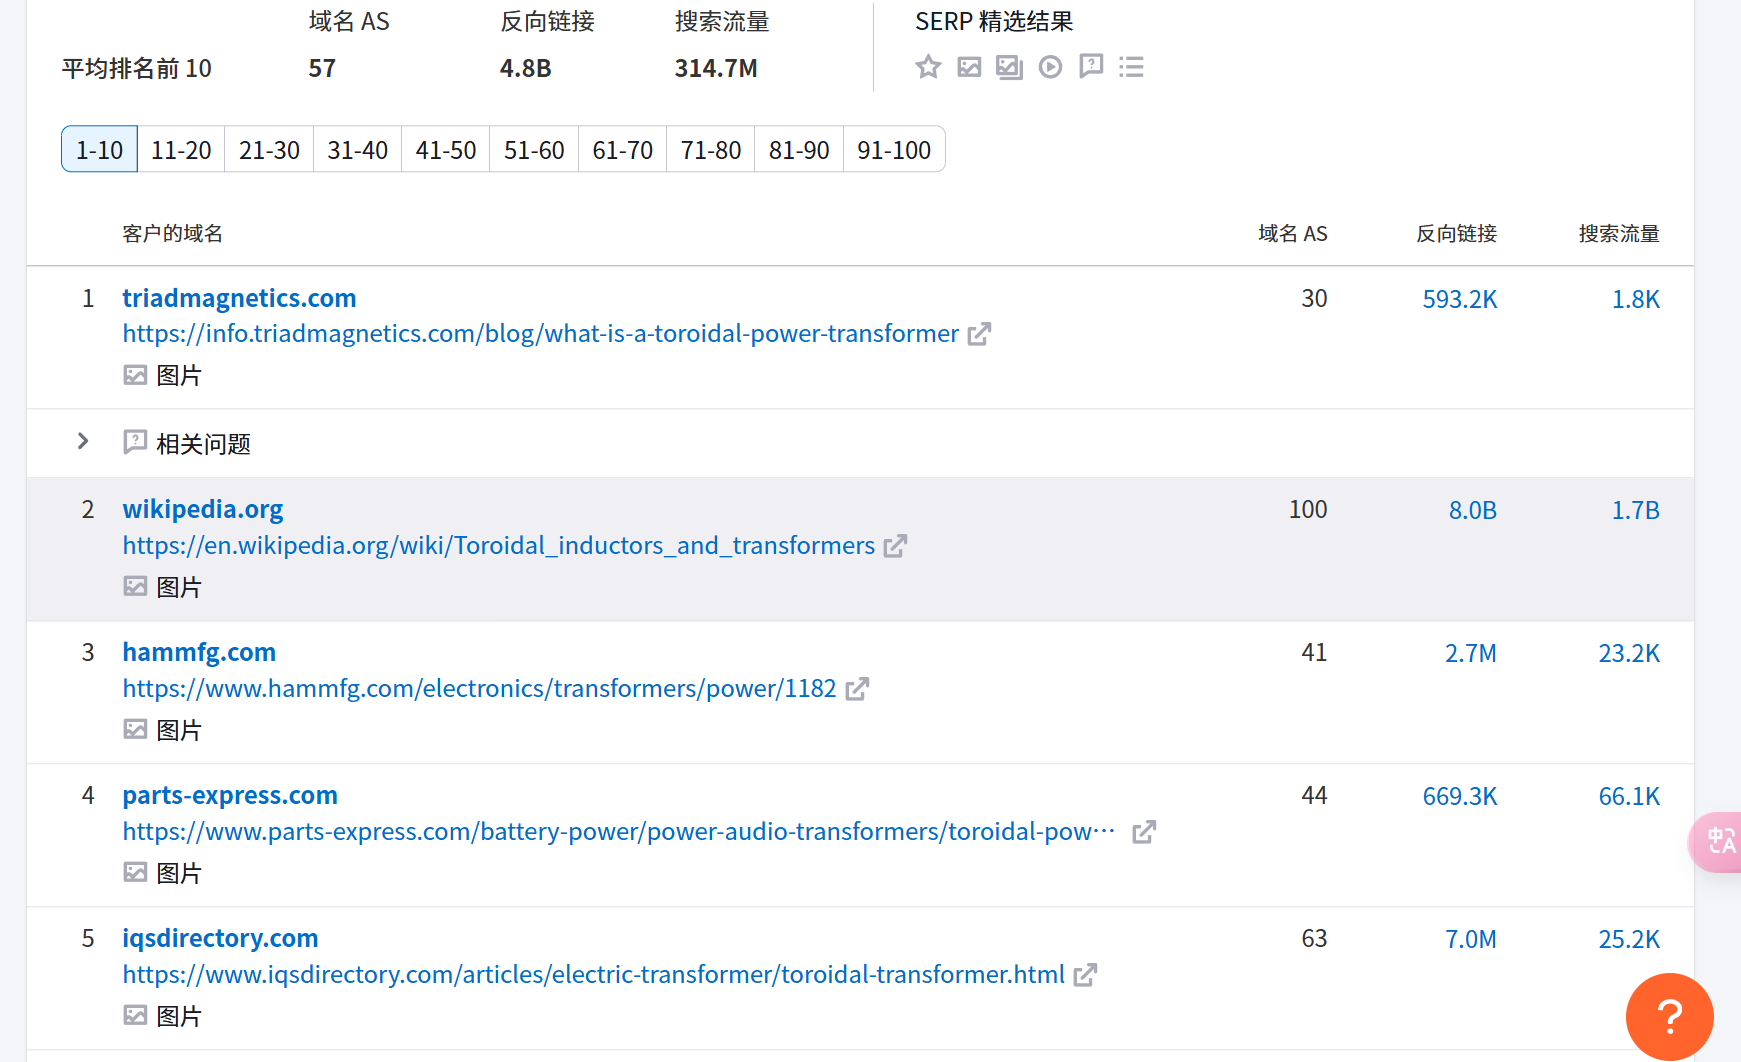 域名 AS 反向链接 搜索流量 SERP 精选结果
平均排名前 10 57 4.8B 314.7M
1-10 11-20 21-30 31-40 41-50 51-60 61-70 71-80 81-90 91-100
客户的域名 域名 AS 反向链接 搜索流量
1 triadmagnetics.com 30 593.2K 1.8K
https://info.triadmagnetics.com/blog/what-is-a-toroidal-power-transformer
图片
相关问题
2 wikipedia.org 100 8.0B 1.7B
https://en.wikipedia.org/wiki/Toroidal_inductors_and_transformers
图片
3 hammfg.com 41 2.7M 23.2K
https://www.hammfg.com/electronics/transformers/power/1182
图片
4 parts-express.com 44 669.3K 66.1K
https://www.parts-express.com/battery-power/power-audio-transformers/toroidal-pow…
中A
图片
5 iqsdirectory.com 63 7.0M 25.2K
https://www.iqsdirectory.com/articles/electric-transformer/toroidal-transformer.html
图片
?